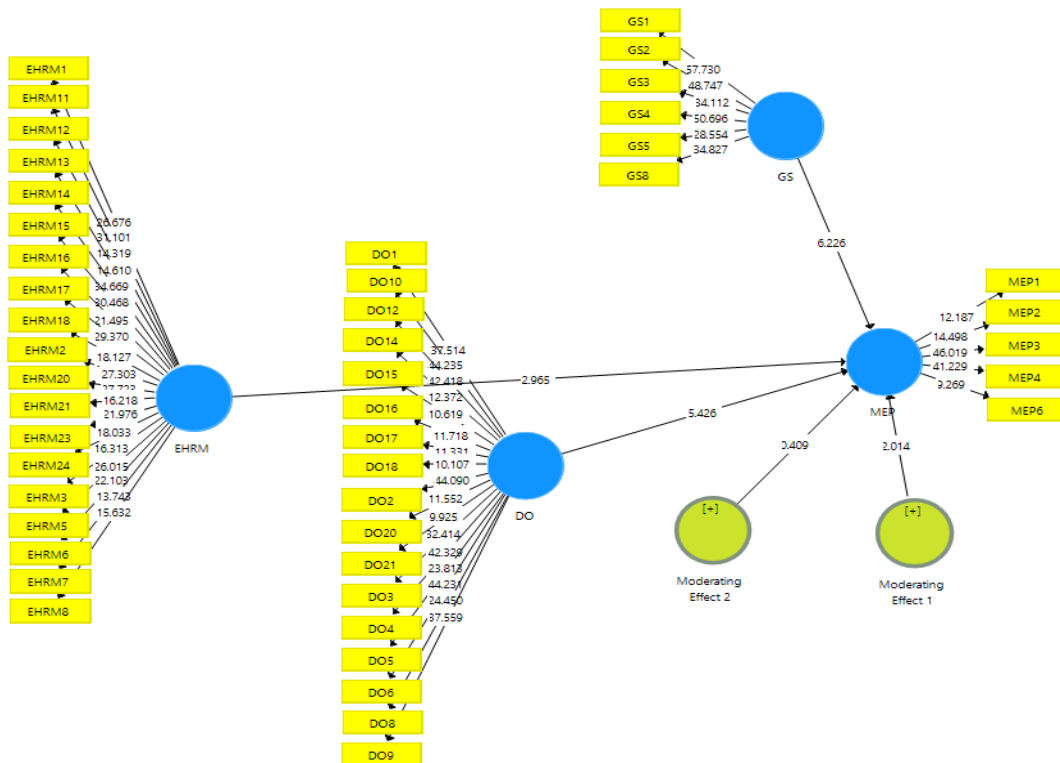 GS1
GS2
GS3
GS4
GS5
GS8
57.730
48.747
34.112
50.696
28.554
34.827
GS
EHRM1
EHRM11
EHRM12
EHRM13
EHRM14
EHRM15
EHRM16
EHRM17
EHRM18
EHRM2
EHRM20
EHRM21
EHRM23
EHRM24
EHRM3
EHRM5
EHRM6
EHRM7
EHRM8
26.676
31.101
14.319
14.610
34.669
30.468
21.495
29.370
18.127
27.303
16.218
21.976
18.033
16.313
26.015
22.103
13.743
15.632
EHRM
DO1
DO10
DO12
DO14
DO15
DO16
DO17
DO18
DO2
DO20
DO21
DO3
DO4
DO5
DO6
DO8
DO9
37.514
44.235
42.418
12.372
10.619
11.718
11.331
10.107
44.090
11.552
9.925
32.414
42.329
23.813
44.231
24.450
37.559
DO
6.226
2.965
5.426
0.409
2.014
MEP
12.187
14.498
46.019
41.229
9.269
MEP1
MEP2
MEP3
MEP4
MEP6
[+]
Moderating
Effect 2
[+]
Moderating
Effect 1